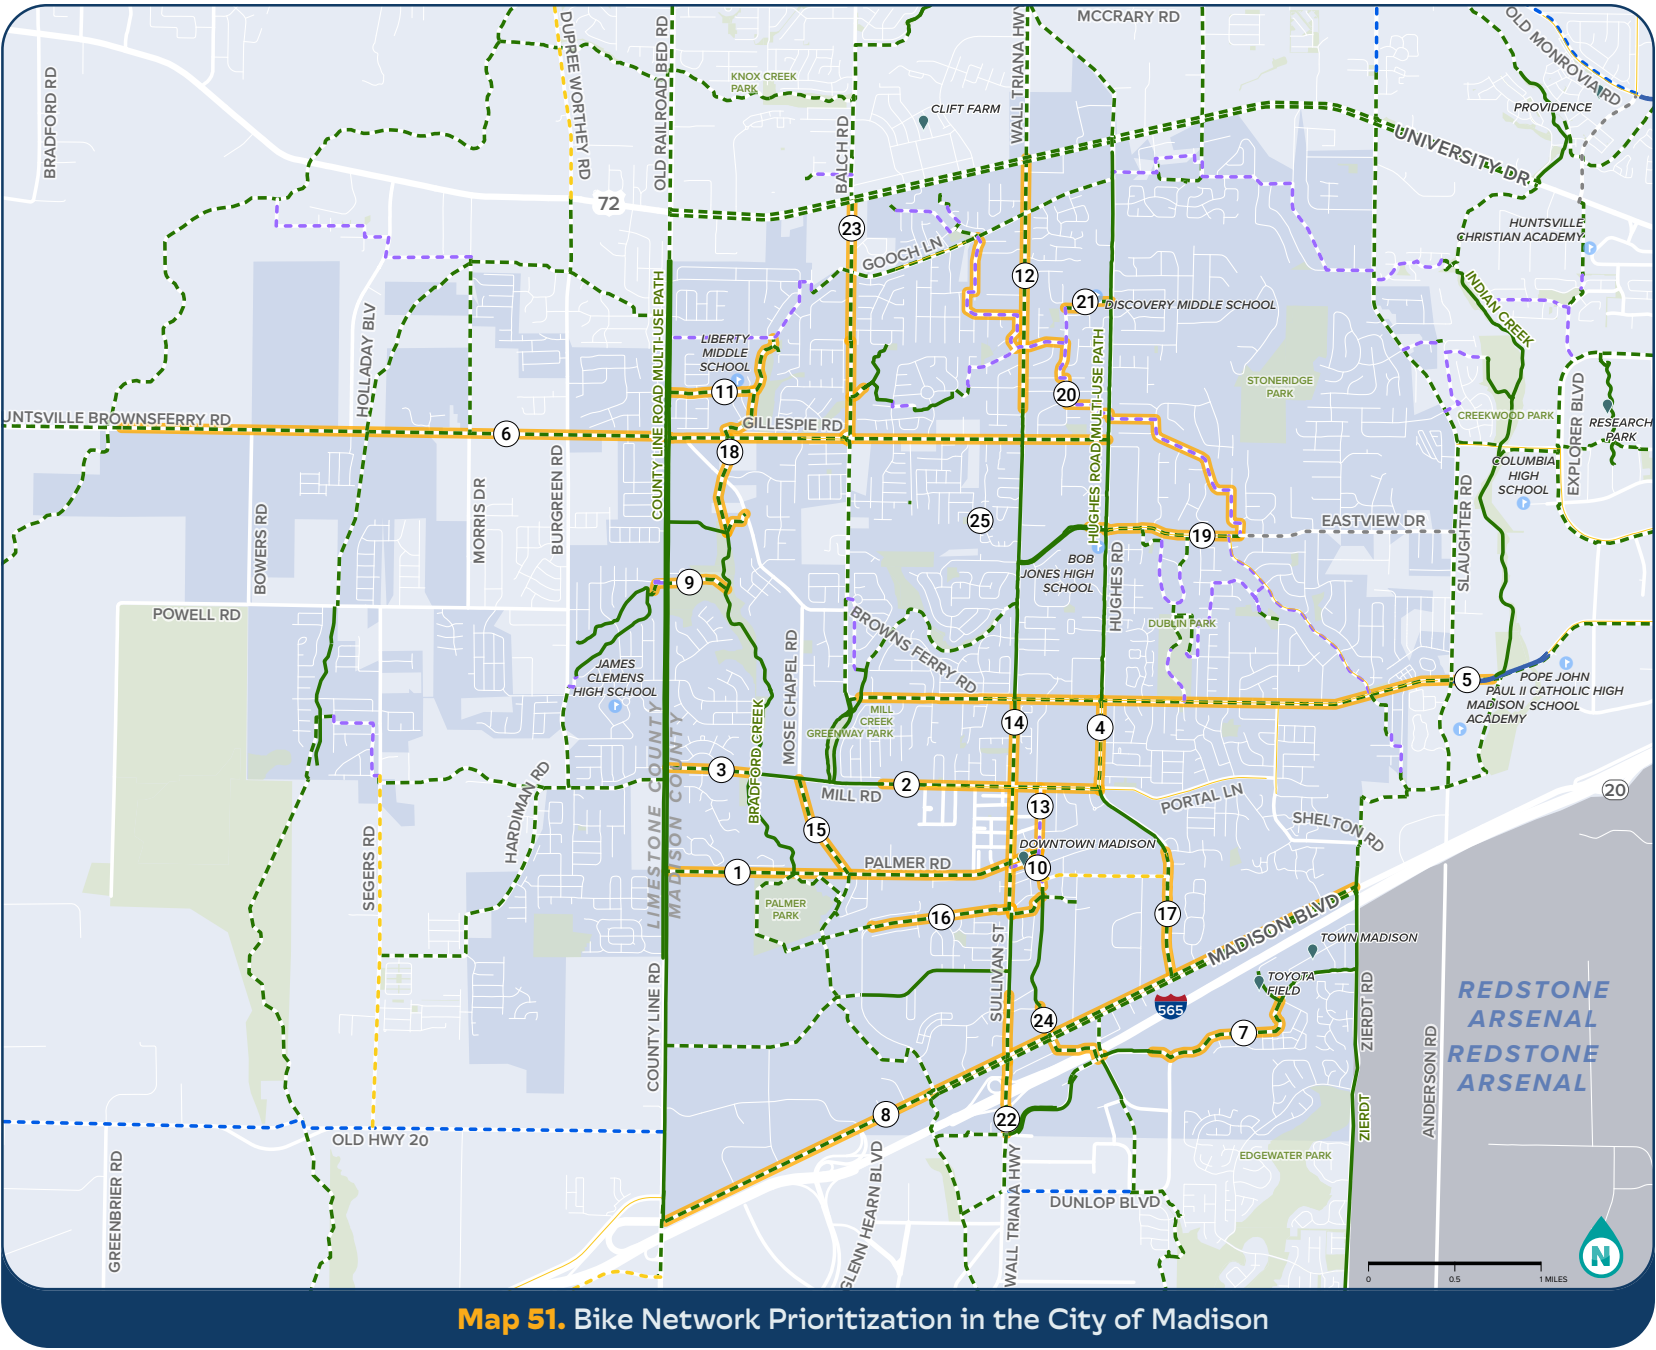 MCCRARY RD
OLD MONROVIA RD
BRADFORD RD
DUPREE WORTHEY RD
OLD RAILROAD BED RD
KNOX CREEK
PARK
BALCH RD
CLIFT FARM
WALL TRIANA HWY
PROVIDENCE
UNIVERSITY DR
72
23
GOOCH LN
HUNTSVILLE
CHRISTIAN ACADEMY
12
21
DISCOVERY MIDDLE SCHOOL
INDIAN CREEK
HOLLADAY BLV
COUNTY LINE ROAD MULTI-USE PATH
LIBERTY
MIDDLE
SCHOOL
11
HUGHES ROAD MULTI-USE PATH
20
STONERIDGE
PARK
CREEKWOOD PARK
EXPLORER BLVD
RESEARCH
PARK
UNTSVILLE BROWNSFERRY RD
6
GILLESPIE RD
18
COLUMBIA
HIGH
SCHOOL
BOWERS RD
MORRIS DR
BURGREEN RD
25
19
EASTVIEW DR
SLAUGHTER RD
BOB
JONES HIGH
SCHOOL
HUGHES RD
9
POWELL RD
BROWNS FERRY RD
DUBLIN PARK
JAMES
CLEMENS
HIGH SCHOOL
MOSE CHAPEL RD
5
POPE JOHN
PAUL II CATHOLIC HIGH
SCHOOL
MADISON
ACADEMY
MILL
CREEK
GREENWAY PARK
14
4
BRADFORD CREEK
LIMESTONE COUNTY
MADISON COUNTY
3
2
MILL RD
13
PORTAL LN
20
HARDIMAN RD
SEGERS RD
15
SHELTON RD
DOWNTOWN MADISON
PALMER RD
1
10
PALMER
PARK
16
17
MADISON BLVD
SULLIVAN ST
TOWN MADISON
TOYOTA
FIELD
COUNTY LINE RD
565
24
7
ZIERDT RD
ANDERSON RD
REDSTONE
ARSENAL
REDSTONE
ARSENAL
8
22
ZIERDT
OLD HWY 20
EDGEWATER PARK
GREENBRIER RD
GLENN HEARN BLVD
WALL TRIANA HWY
DUNLOP BLVD
N
0
0.5
1 MILES
Map 51. Bike Network Prioritization in the City of Madison